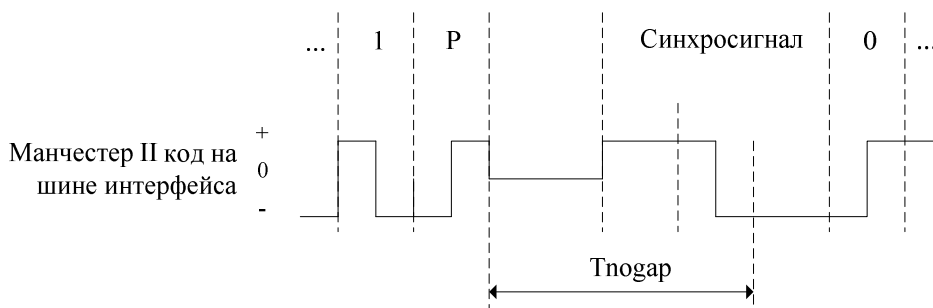 ... 1 P Синхросигнал 0 ...
Манчестер II код на
шине интерфейса
+
0
-
Tnogap